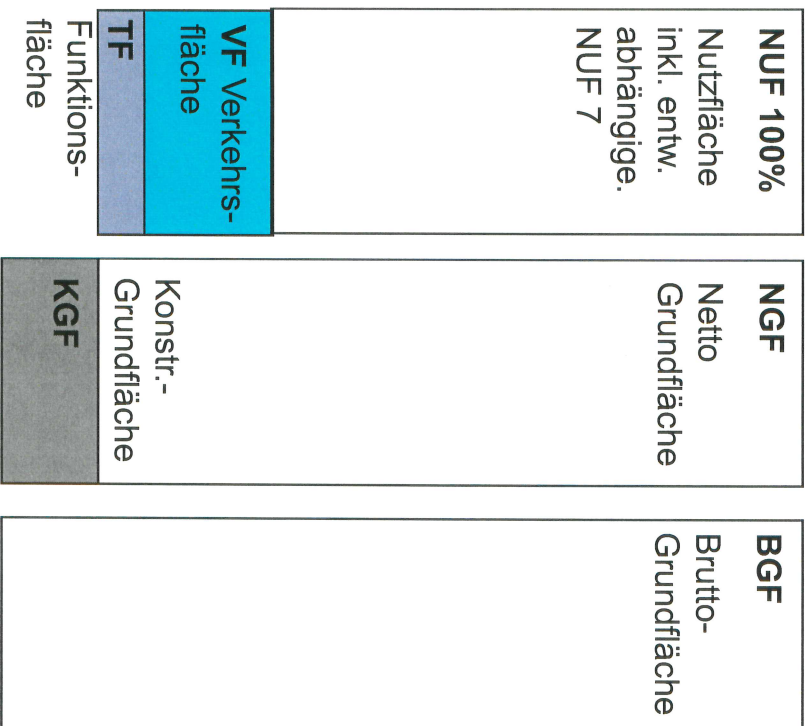 NUF 100%
Nutzfläche
inkl. entw.
abhängige.
NUF 7
VF Verkehrs-
fläche
TF
Funktions-
fläche
NGF
Netto
Grundfläche
Konstr.-
Grundfläche
KGF
BGF
Brutto-
Grundfläche